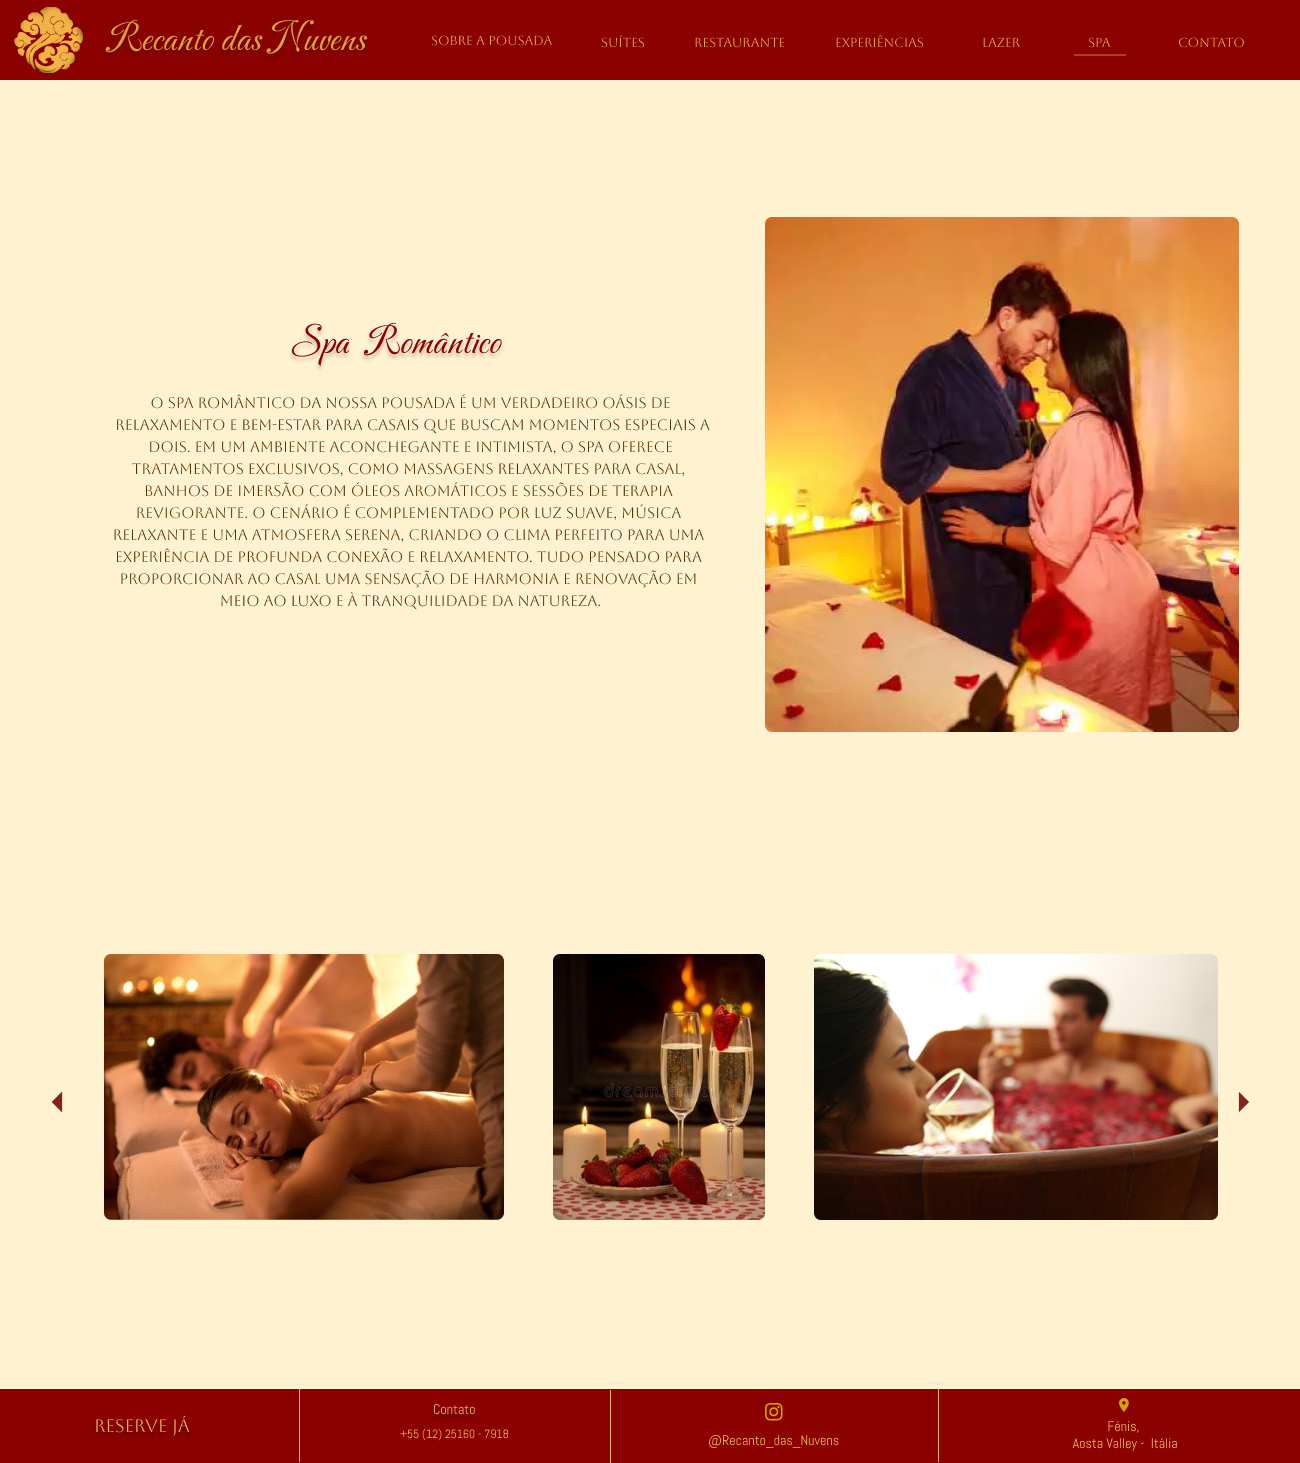 Recanto das Nuvens
SOBRE A POUSADA
SUÍTES
RESTAURANTE
EXPERIÊNCIAS
LAZER
SPA
CONTATO
Spa Romântico
O SPA ROMÂNTICO DA NOSSA POUSADA É UM VERDADEIRO OÁSIS DE
RELAXAMENTO E BEM-ESTAR PARA CASAIS QUE BUSCAM MOMENTOS ESPECIAIS A
DOIS. EM UM AMBIENTE ACONCHEGANTE E INTIMISTA, O SPA OFERECE
TRATAMENTOS EXCLUSIVOS, COMO MASSAGENS RELAXANTES PARA CASAL,
BANHOS DE IMERSÃO COM ÓLEOS AROMÁTICOS E SESSÕES DE TERAPIA
REVIGORANTE. O CENÁRIO É COMPLEMENTADO POR LUZ SUAVE, MÚSICA
RELAXANTE E UMA ATMOSFERA SERENA, CRIANDO O CLIMA PERFEITO PARA UMA
EXPERIÊNCIA DE PROFUNDA CONEXÃO E RELAXAMENTO. TUDO PENSADO PARA
PROPORCIONAR AO CASAL UMA SENSAÇÃO DE HARMONIA E RENOVAÇÃO EM
MEIO AO LUXO E À TRANQUILIDADE DA NATUREZA.
RESERVE JÁ
Contato
+55 (12) 25160 - 7918
@Recanto_das_Nuvens
Fénis,
Aosta Valley - Itália